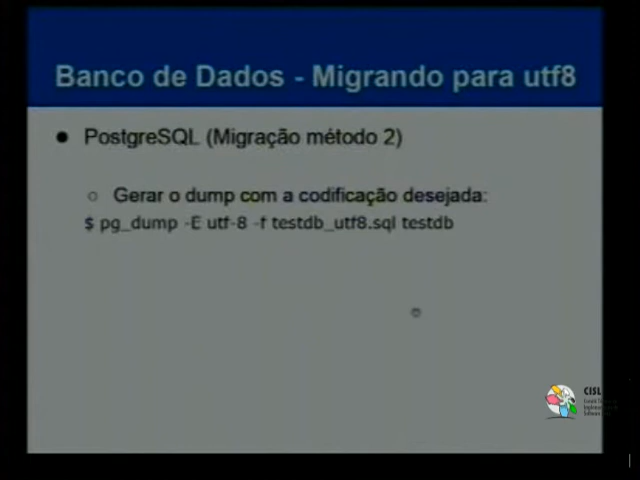 Banco de Dados - Migrando para utf8
● PostgreSQL (Migração método 2)
○ Gerar o dump com a codificação desejada:
$ pg_dump -E utf-8 -f testdb_utf8.sql testdb
CISL